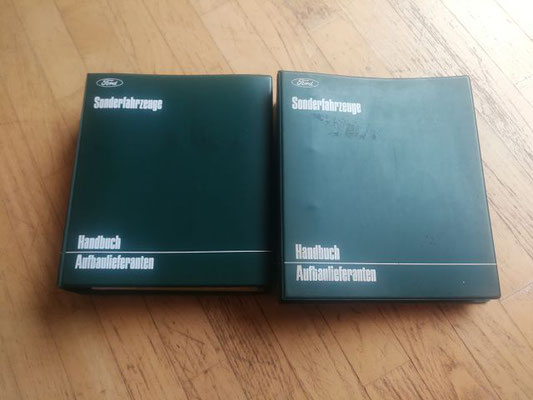 Ford
Sonderfahrzeuge
Handbuch
Aufbaulieferanten
Ford
Sonderfahrzeuge
Handbuch
Aufbaulieferanten